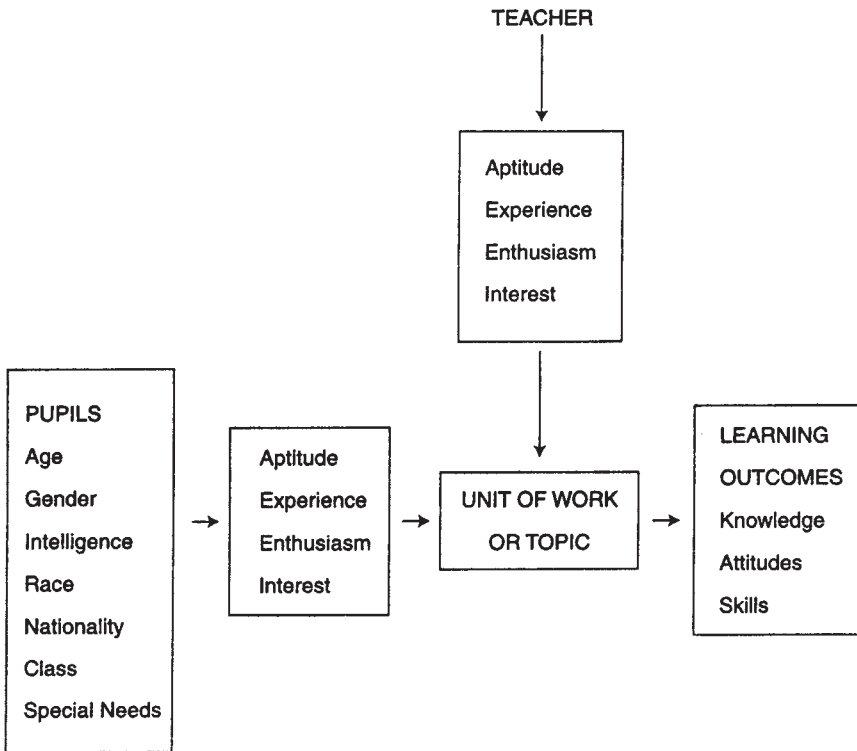 TEACHER
Aptitude
Experience
Enthusiasm
Interest
PUPILS
Age
Gender
Intelligence
Race
Nationality
Class
Special Needs
Aptitude
Experience
Enthusiasm
Interest
UNIT OF WORK
OR TOPIC
LEARNING
OUTCOMES
Knowledge
Attitudes
Skills